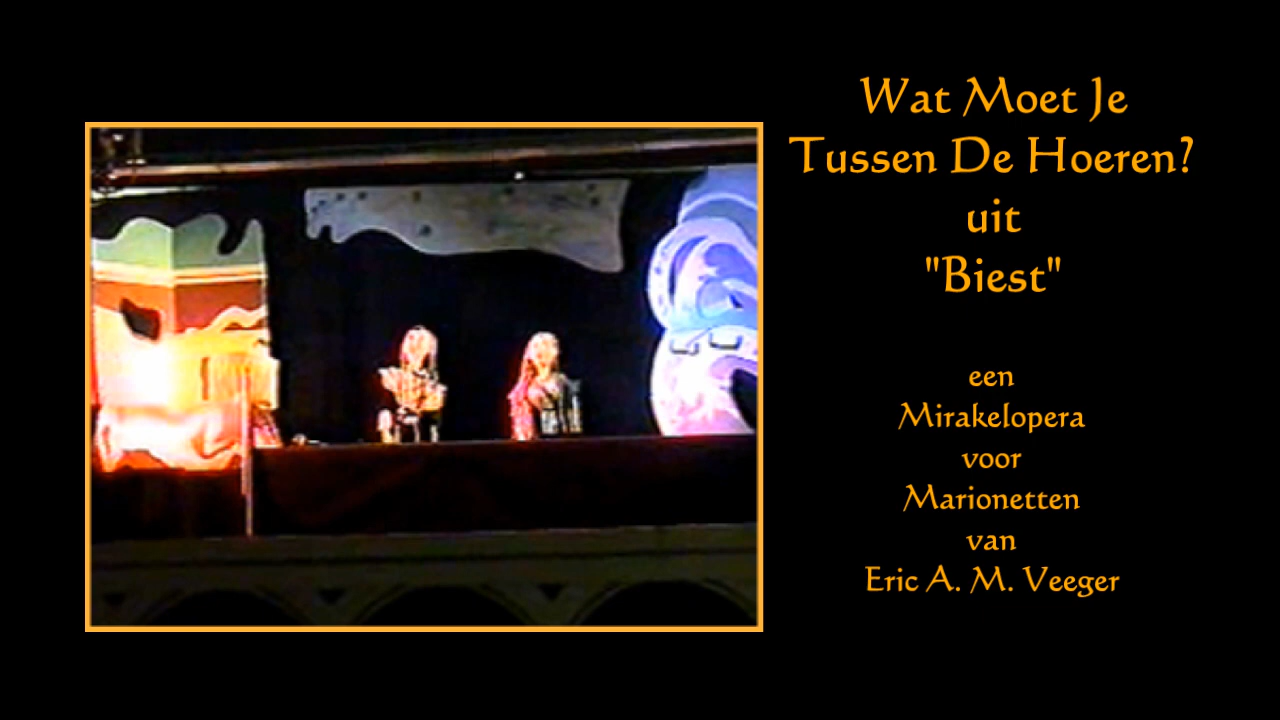 Wat Moet Je
Tussen De Hoeren?
uit
"Biest"
een
Mirakelopera
voor
Marionetten
van
Eric A. M. Veeger